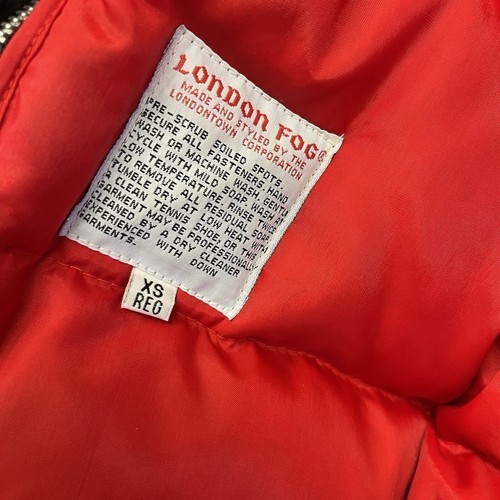 LONDON FOG®
MADE AND STYLED BY THE
LONDONTOWN CORPORATION
PRE-SCRUB SOILED SPOTS.
SECURE ALL FASTENERS. HAND
WASH OR MACHINE WASH, GENTLE
CYCLE WITH MILD SOAP, WASH AT
LOW TEMPERATURE. RINSE TWICE
TO REMOVE ALL RESIDUAL SOAP.
TUMBLE DRY AT LOW HEAT WITH
A CLEAN TENNIS SHOE, OR THIS
GARMENT MAY BE PROFESSIONALLY
CLEANED BY A DRY CLEANER
EXPERIENCED WITH DOWN
GARMENTS.
XS
REG